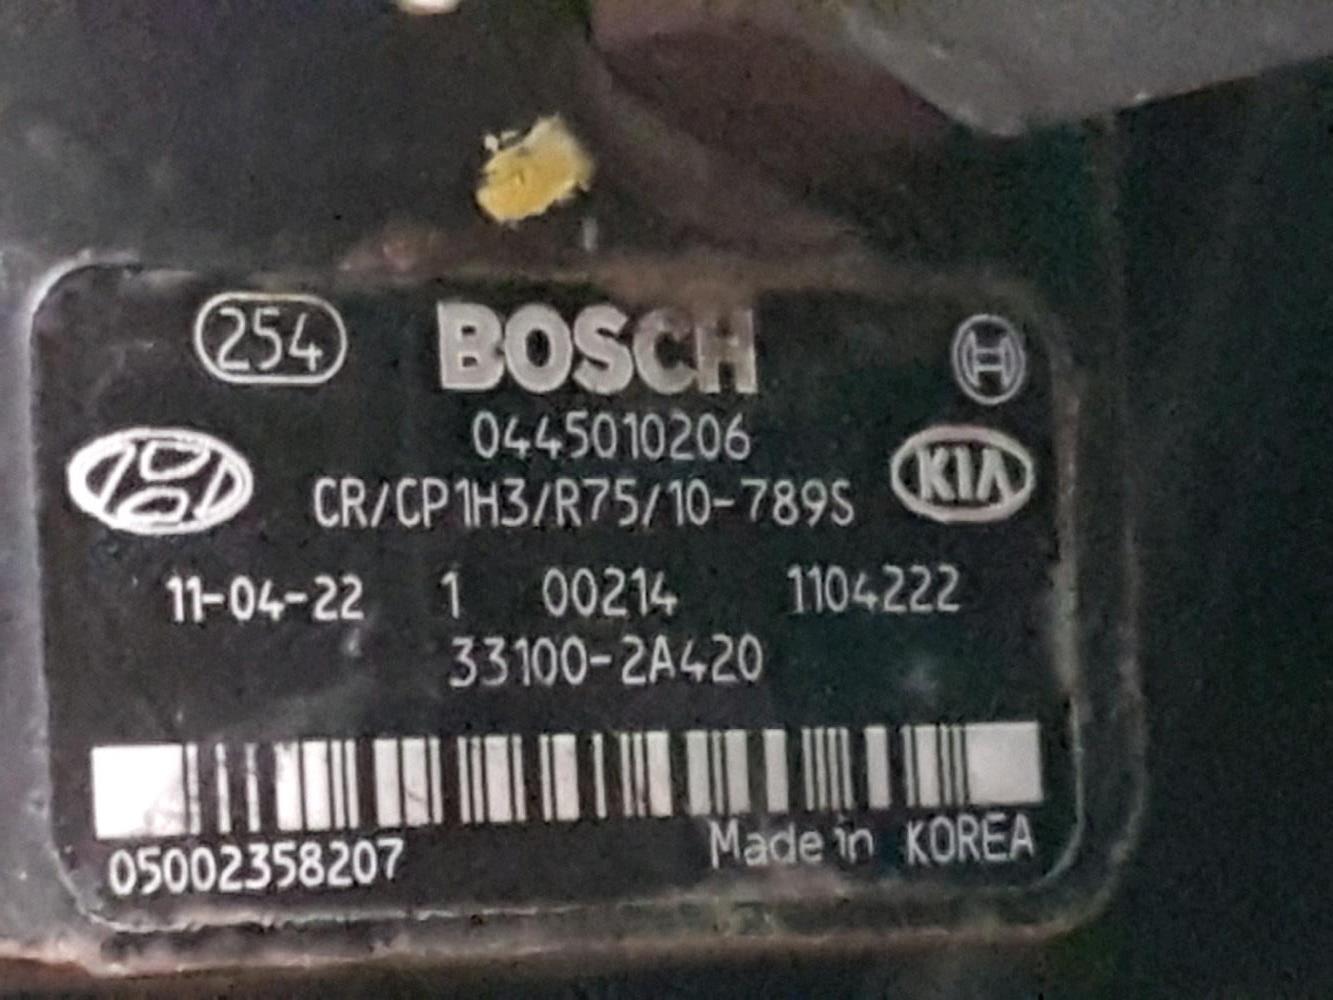 254 BOSCH
0445010206
CR/CP1H3/R75/10-789S KIA
11-04-22 1 00214 1104222
33100-2A420
05002358207 Made in KOREA